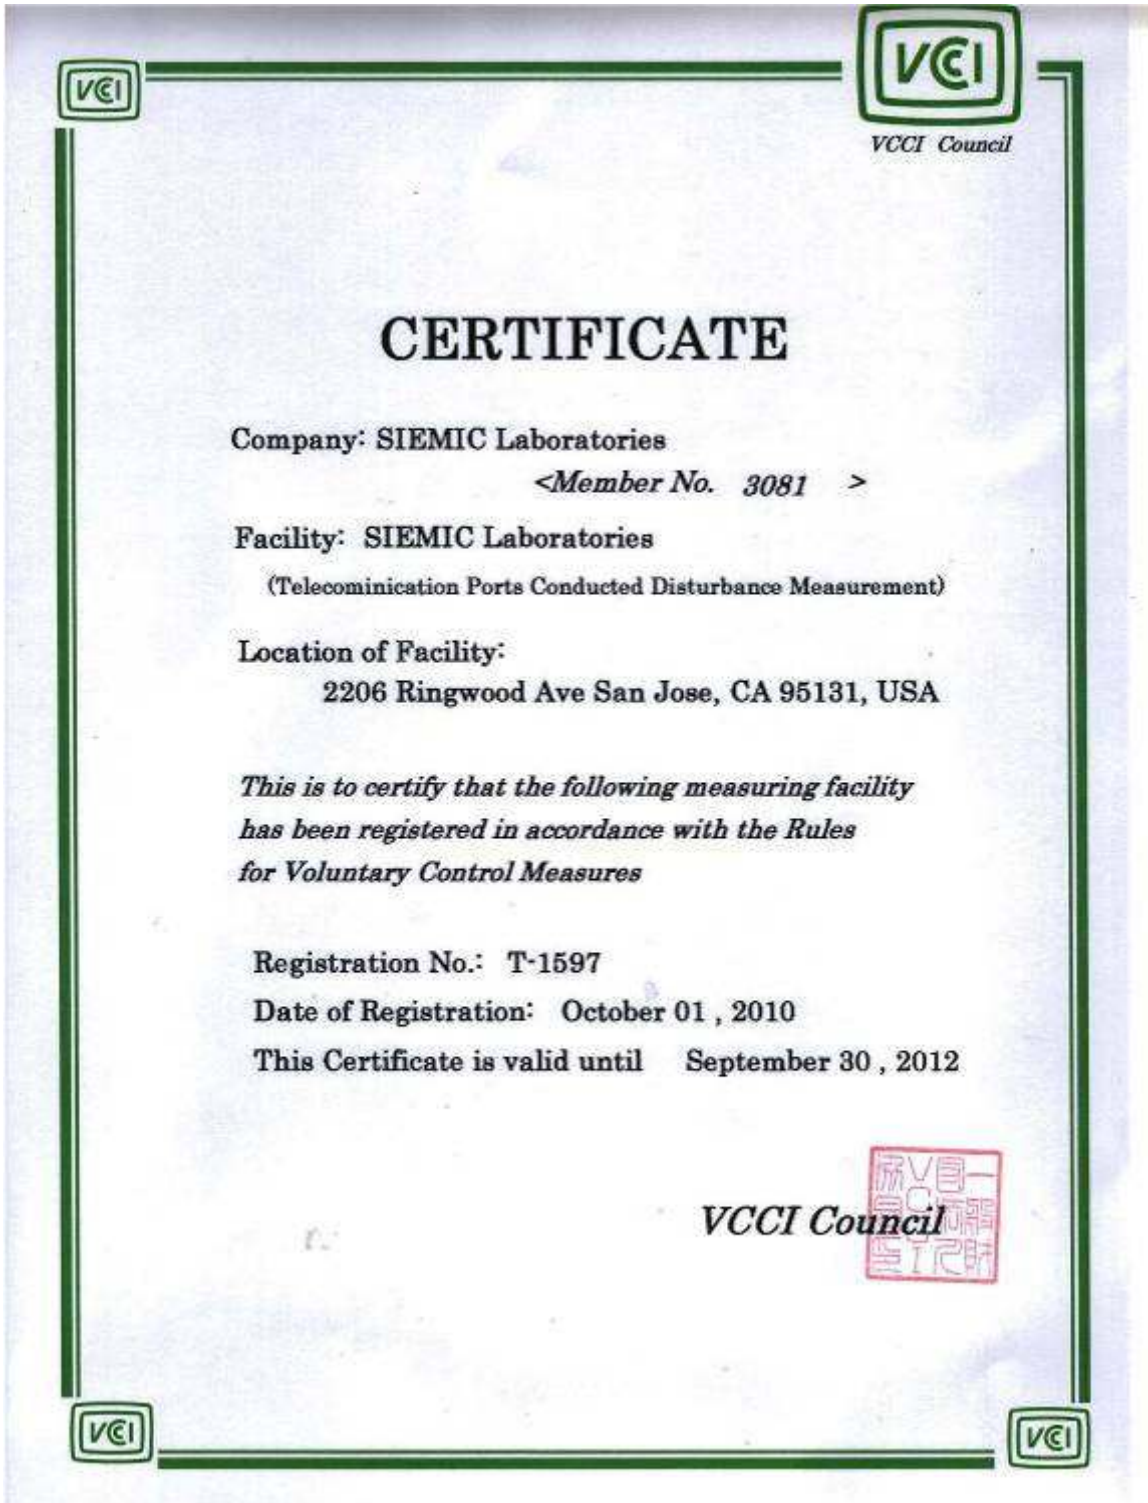 VCCI
VCCI
VCCI Council
CERTIFICATE
Company: SIEMIC Laboratories
<Member No. 3081 >
Facility: SIEMIC Laboratories
(Telecominication Ports Conducted Disturbance Measurement)
Location of Facility:
2206 Ringwood Ave San Jose, CA 95131, USA
This is to certify that the following measuring facility
has been registered in accordance with the Rules
for Voluntary Control Measures
Registration No.: T-1597
Date of Registration: October 01 , 2010
This Certificate is valid until September 30 , 2012
VCCI Council
VCCI
VCCI